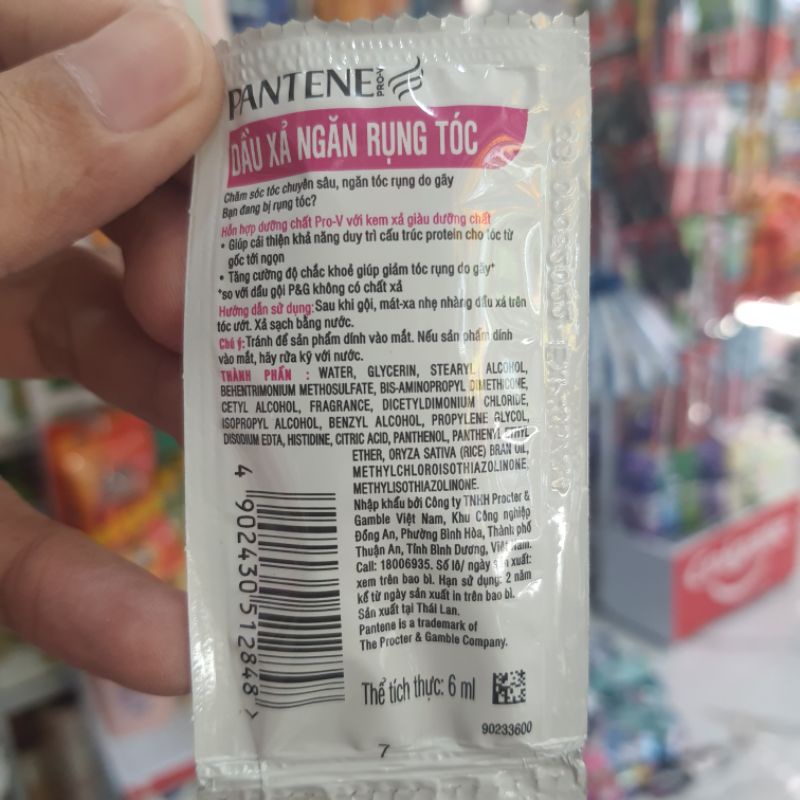 PANTENE
PRO-V
DẦU XẢ NGĂN RỤNG TÓC
Chăm sóc tóc chuyên sâu, ngăn tóc rụng do gãy
Bạn đang bị rụng tóc?
Hỗn hợp dưỡng chất Pro-V với kem xả giàu dưỡng chất
• Giúp cải thiện khả năng duy trì cấu trúc protein cho tóc từ
gốc tới ngọn
• Tăng cường độ chắc khoẻ giúp giảm tóc rụng do gãy⁺
⁺so với dầu gội P&G không có chất xả
Hướng dẫn sử dụng: Sau khi gội, mát-xa nhẹ nhàng dầu xả trên
tóc ướt. Xả sạch bằng nước.
Chú ý: Tránh để sản phẩm dính vào mắt. Nếu sản phẩm dính
vào mắt, hãy rửa kỹ với nước.
THÀNH PHẦN : WATER, GLYCERIN, STEARYL ALCOHOL,
BEHENTRIMONIUM METHOSULFATE, BIS-AMINOPROPYL DIMETHICONE,
CETYL ALCOHOL, FRAGRANCE, DICETYLDIMONIUM CHLORIDE,
ISOPROPYL ALCOHOL, BENZYL ALCOHOL, PROPYLENE GLYCOL,
DISODIUM EDTA, HISTIDINE, CITRIC ACID, PANTHENOL, PANTHENYL ETHYL
ETHER, ORYZA SATIVA (RICE) BRAN OIL,
METHYLCHLOROISOTHIAZOLINONE,
METHYLISOTHIAZOLINONE.
Nhập khẩu bởi Công ty TNHH Procter &
Gamble Việt Nam, Khu Công nghiệp
Đồng An, Phường Bình Hòa, Thành phố
Thuận An, Tỉnh Bình Dương, Việt Nam.
Call: 18006935. Số lô/ ngày sản xuất:
xem trên bao bì. Hạn sử dụng: 2 năm
kể từ ngày sản xuất in trên bao bì.
Sản xuất tại Thái Lan.
Pantene is a trademark of
The Procter & Gamble Company.
4 902430 512848 >
Thể tích thực: 6 ml
90233600
7
Colgate